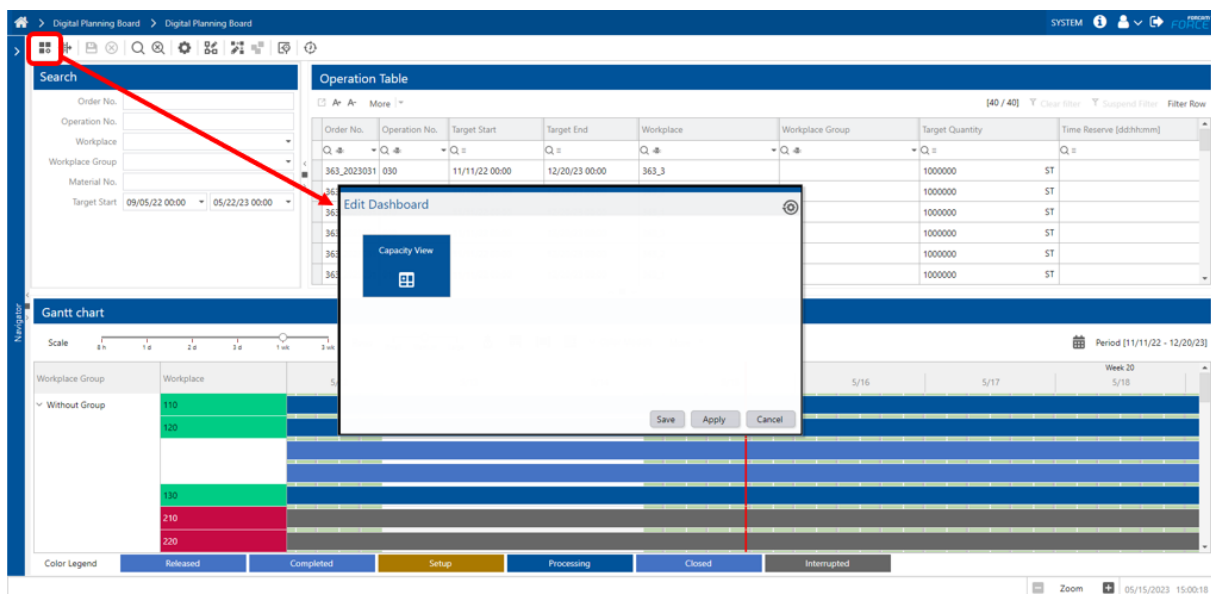 Digital Planning Board > Digital Planning Board
SYSTEM
FORCAM
FORCE
Search
Order No.
Operation No.
Workplace
Workplace Group
Material No.
Target Start 09/05/22 00:00 05/22/23 00:00
Operation Table
A+ A- More [40 / 40] Clear filter Suspend Filter Filter Row
Order No. Operation No. Target Start Target End Workplace Workplace Group Target Quantity Time Reserve [dd:hh:mm]
363_2023031 030 11/11/22 00:00 12/20/23 00:00 363_3 1000000 ST
363 1000000 ST
363 1000000 ST
363 1000000 ST
363 1000000 ST
363 1000000 ST
Edit Dashboard
Capacity View
Save Apply Cancel
Navigator
Gantt chart
Scale 8 h 1 d 2 d 3 d 1 wk 3 wk Period [11/11/22 - 12/20/23]
Workplace Group Workplace Week 20
5/ 5/16 5/17 5/18
Without Group 110
120
130
210
220
Color Legend Released Completed Setup Processing Closed Interrupted
Zoom 05/15/2023 15:00:18